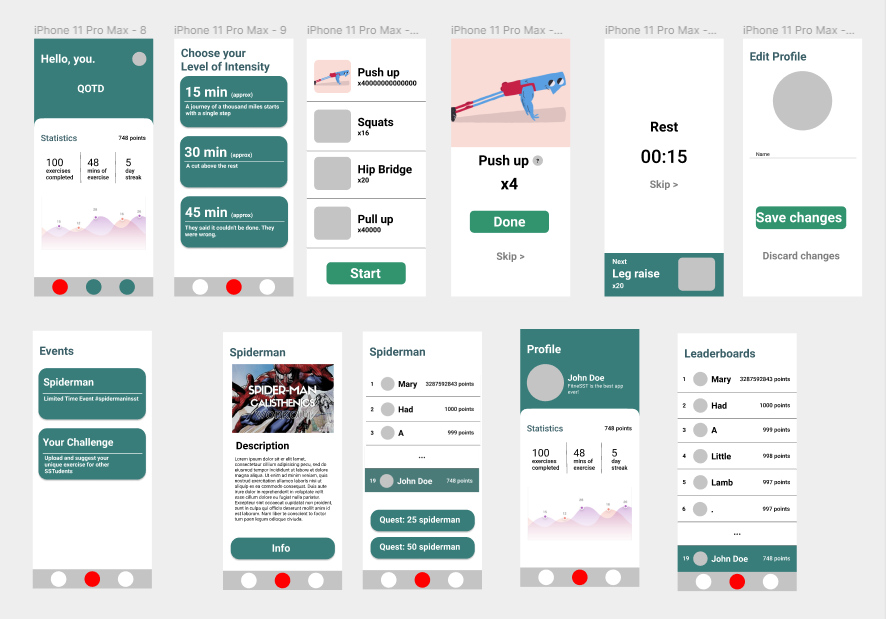 iPhone 11 Pro Max - 8
Hello, you.
QOTD
Statistics
748 points
100
exercises
completed
48
mins of
exercise
5
day
streak
iPhone 11 Pro Max - 9
Choose your
Level of Intensity
15 min (approx)
A journey of a thousand miles starts
with a single step
30 min (approx)
A cut above the rest
45 min (approx)
They said it couldn't be done. They
were wrong.
iPhone 11 Pro Max -...
Push up
x40000000000000
Squats
x16
Hip Bridge
x20
Pull up
x40000
Start
iPhone 11 Pro Max -...
Push up ?
x4
Done
Skip >
iPhone 11 Pro Max -...
Rest
00:15
Skip >
Next
Leg raise
x20
iPhone 11 Pro Max -...
Edit Profile
Name
Save changes
Discard changes
Events
Spiderman
Limited Time Event #spidermaninsst
Your Challenge
Upload and suggest your
unique exercise for other
SSTudents
Spiderman
THE
SPIDER-MAN
CALISTHENICS
WORKOUT
Description
Lorem ipsum dolor sit er elit lamet,
consectetaur cillium adipisicing pecu, sed do
eiusmod tempor incididunt ut labore et dolore
magna aliqua. Ut enim ad minim veniam, quis
nostrud exercitation ullamco laboris nisi ut
aliquip ex ea commodo consequat. Duis aute
irure dolor in reprehenderit in voluptate velit
esse cillum dolore eu fugiat nulla pariatur.
Excepteur sint occaecat cupidatat non proident,
sunt in culpa qui officia deserunt mollit anim id
est laborum. Nam liber te conscient to factor
tum poen legum odioque civiuda.
Info
Spiderman
1 Mary 3287592843 points
2 Had 1000 points
3 A 999 points
...
19 John Doe 748 points
Quest: 25 spiderman
Quest: 50 spiderman
Profile
John Doe
FitneSST is the best app
ever!
Statistics
748 points
100
exercises
completed
48
mins of
exercise
5
day
streak
Leaderboards
1 Mary 3287592843 points
2 Had 1000 points
3 A 999 points
4 Little 998 points
5 Lamb 997 points
6 . 997 points
...
19 John Doe 748 points